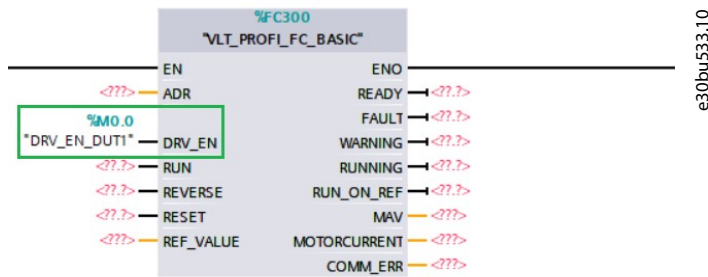 %FC300
"VLT_PROFI_FC_BASIC"
EN ENO
<???> ADR READY <??.?>
%M0.0 FAULT <??.?>
"DRV_EN_DUT1" DRV_EN WARNING <??.?>
<??.?> RUN RUNNING <??.?>
<??.?> REVERSE RUN_ON_REF <??.?>
<??.?> RESET MAV <???>
<???> REF_VALUE MOTORCURRENT <???>
COMM_ERR <???>
e30bu533.10